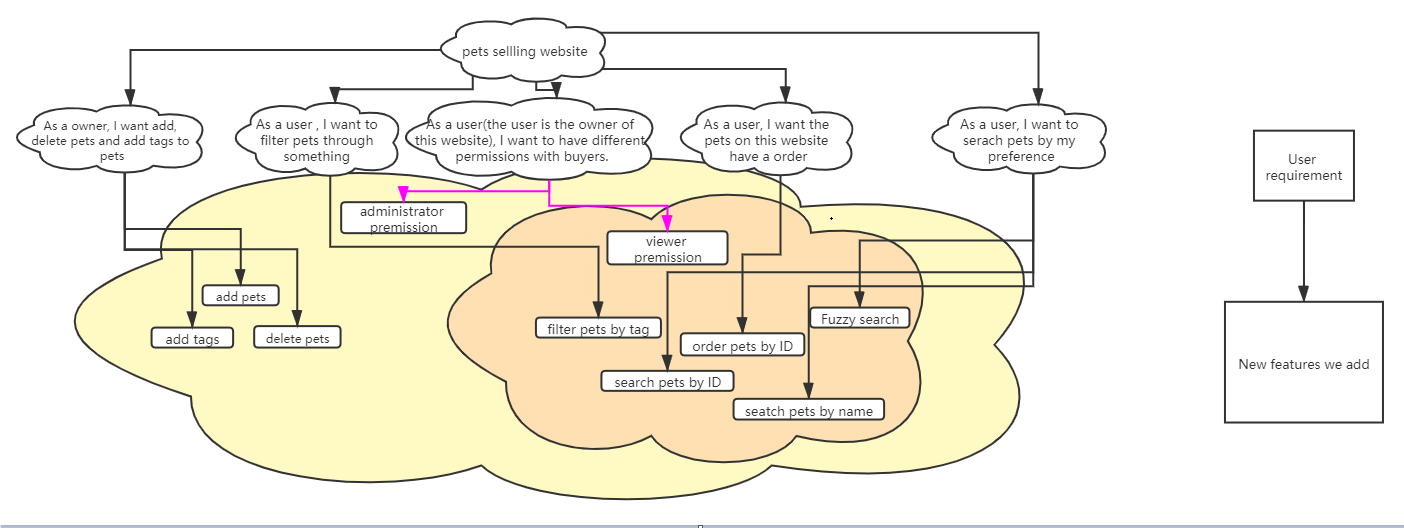 pets sellling website
As a owner, I want add,
delete pets and add tags to
pets
As a user , I want to
filter pets through
something
As a user(the user is the owner of
this website), I want to have different
permissions with buyers.
As a user, I want the
pets on this website
have a order
As a user, I want to
serach pets by my
preference
User
requirement
administrator
premission
viewer
premission
add pets
add tags
delete pets
filter pets by tag
Fuzzy search
order pets by ID
search pets by ID
seatch pets by name
New features we add